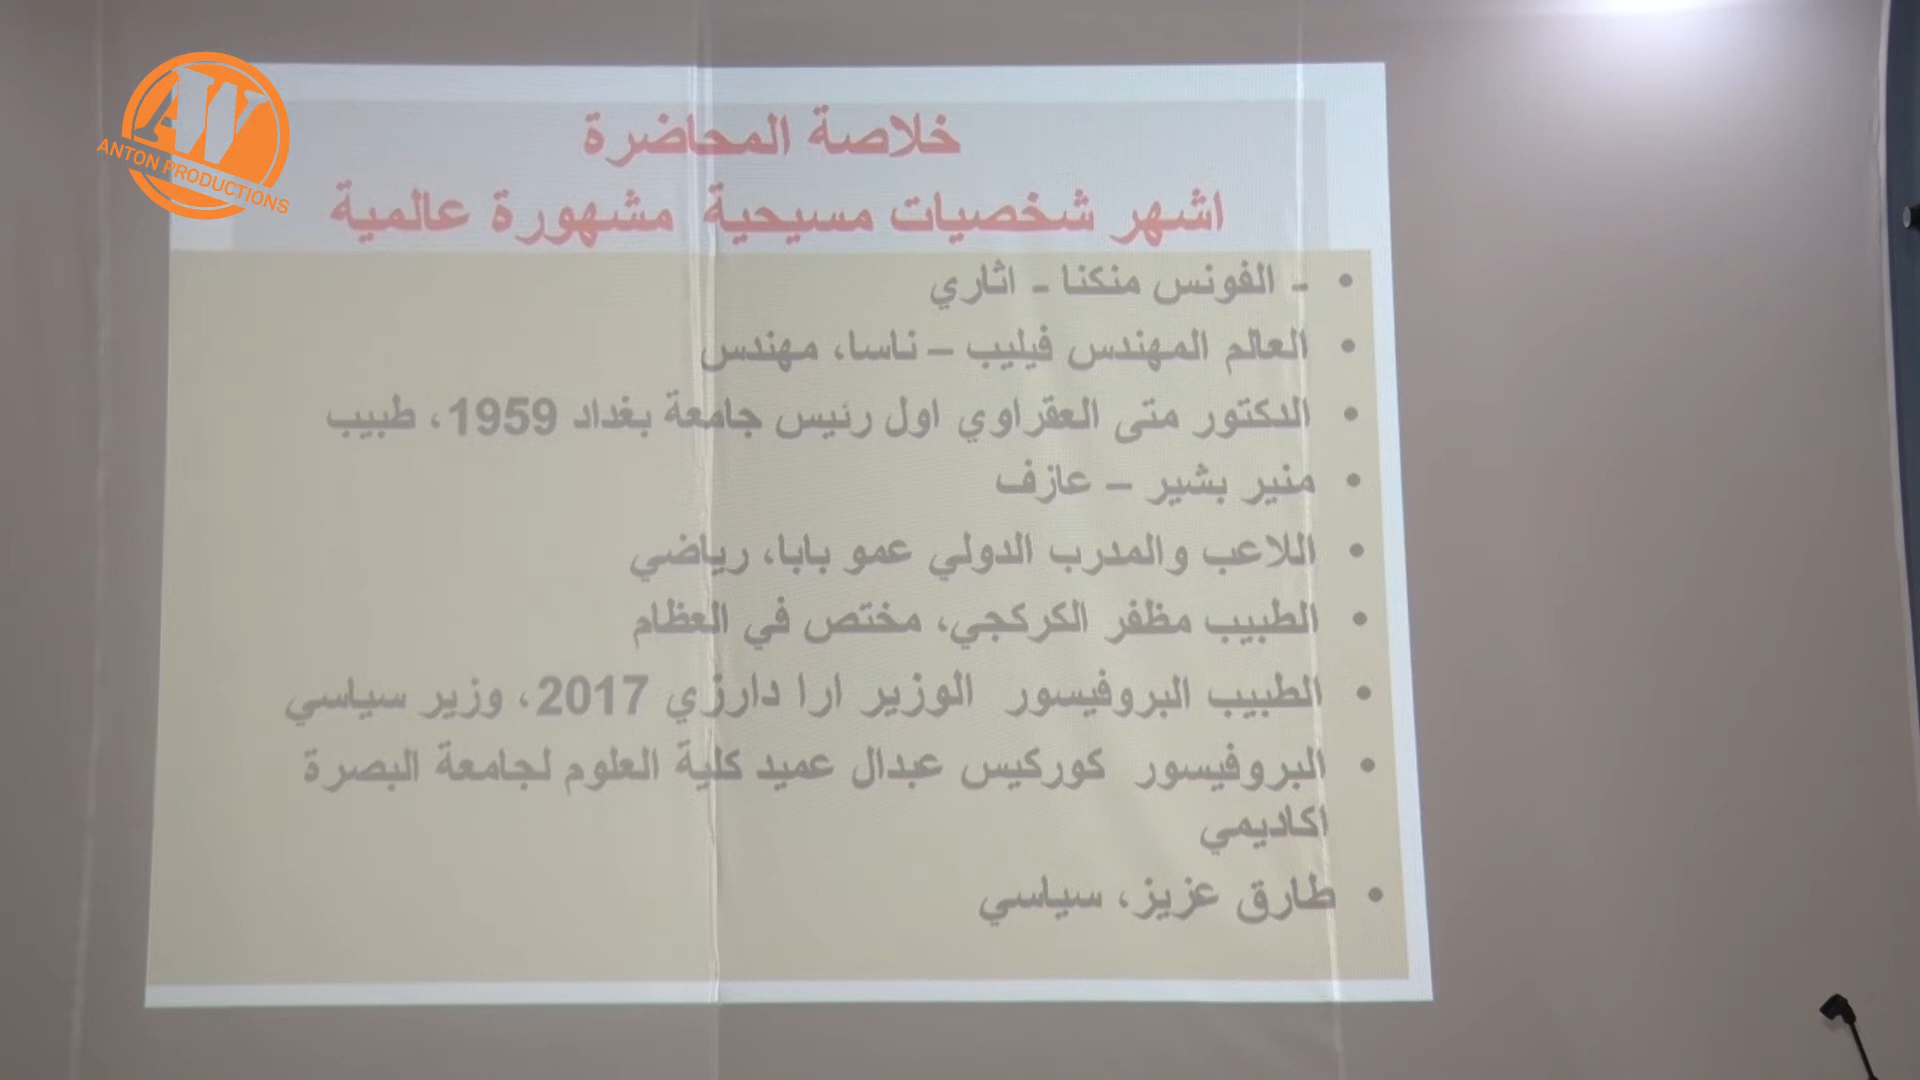 AW
ANTON PRODUCTIONS
خلاصة المحاضرة
اشهر شخصيات مسيحية مشهورة عالمية
• - الفونس منكنا - اثاري
• العالم المهندس فيليب – ناسا، مهندس
• الدكتور متى العقراوي اول رئيس جامعة بغداد 1959، طبيب
• منير بشير – عازف
• اللاعب والمدرب الدولي عمو بابا، رياضي
• الطبيب مظفر الكركجي، مختص في العظام
• الطبيب البروفيسور الوزير ارا دارزي 2017، وزير سياسي
• البروفيسور كوركيس عبدال عميد كلية العلوم لجامعة البصرة
اكاديمي
• طارق عزيز، سياسي